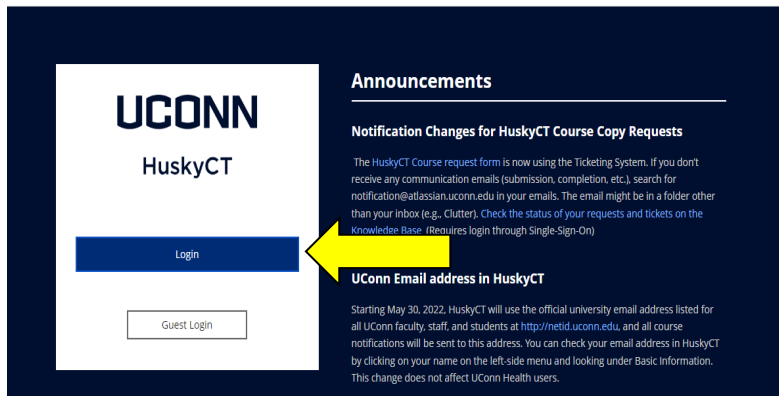 UCONN
HuskyCT
Login
Guest Login
Announcements
Notification Changes for HuskyCT Course Copy Requests
The HuskyCT Course request form is now using the Ticketing System. If you don't
receive any communication emails (submission, completion, etc.), search for
notification@atlassian.uconn.edu in your emails. The email might be in a folder other
than your inbox (e.g., Clutter). Check the status of your requests and tickets on the
Knowledge Base. (Requires login through Single-Sign-On)
UConn Email address in HuskyCT
Starting May 30, 2022, HuskyCT will use the official university email address listed for
all UConn faculty, staff, and students at http://netid.uconn.edu, and all course
notifications will be sent to this address. You can check your email address in HuskyCT
by clicking on your name on the left-side menu and looking under Basic Information.
This change does not affect UConn Health users.